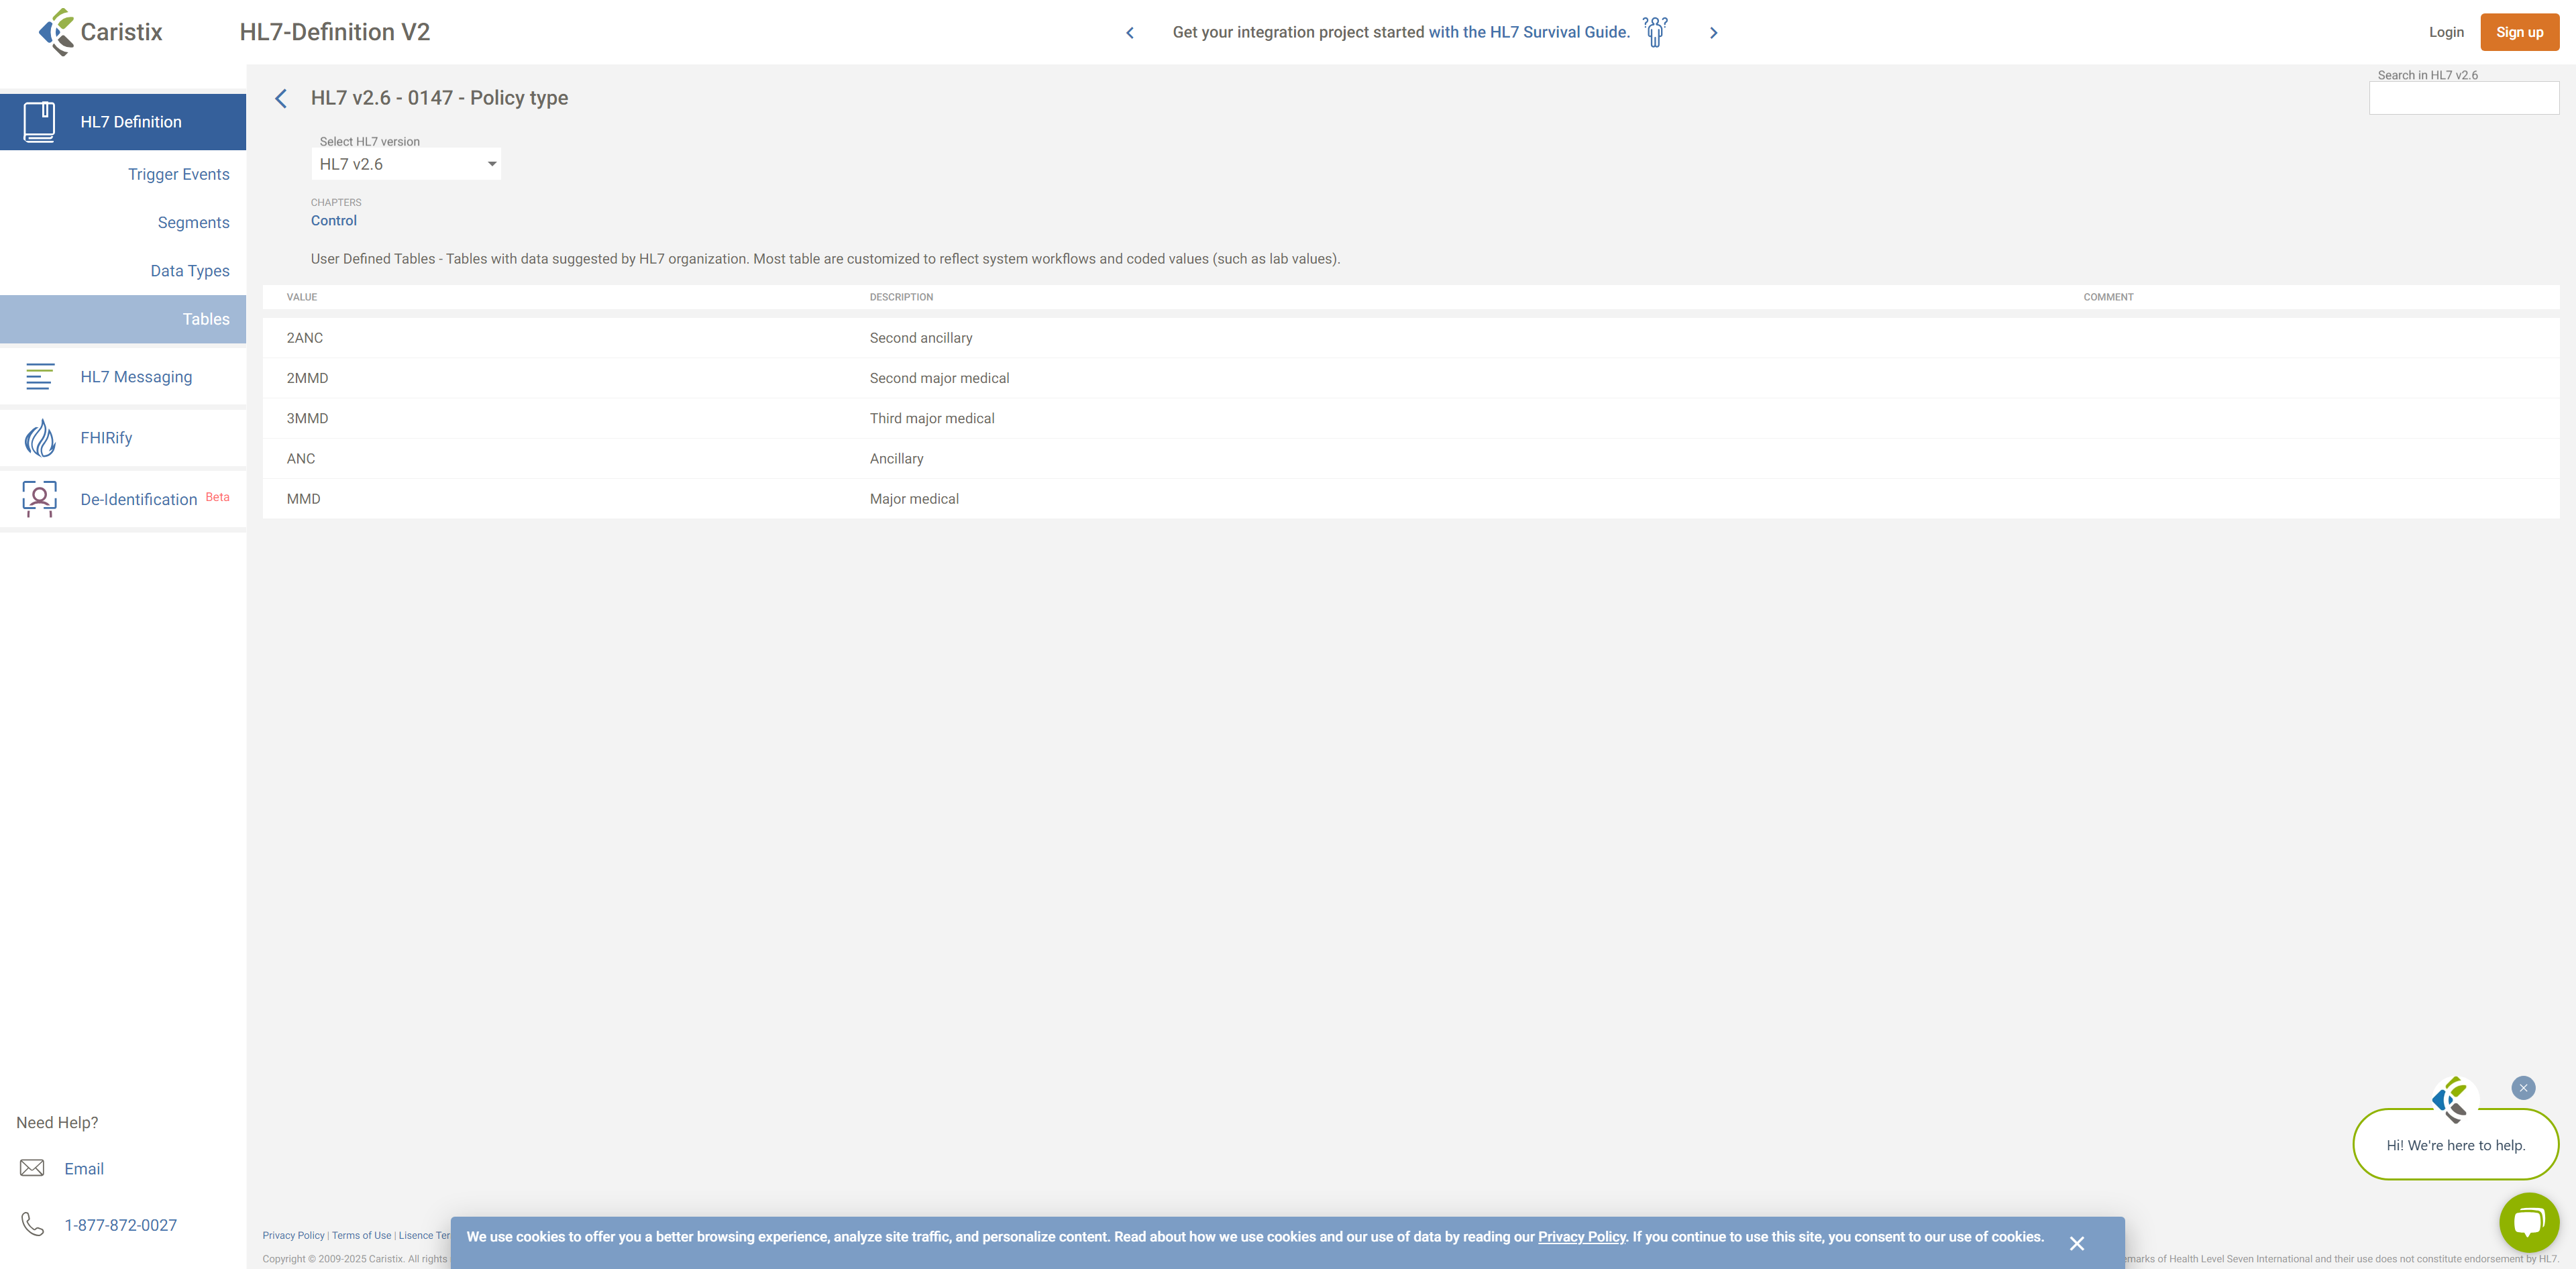 Caristix
HL7-Definition V2
Get your integration project started with the HL7 Survival Guide.
Login
Sign up
HL7 Definition
Trigger Events
Segments
Data Types
Tables
HL7 Messaging
FHIRify
De-Identification Beta
Need Help?
Email
1-877-872-0027
HL7 v2.6 - 0147 - Policy type
Search in HL7 v2.6
Select HL7 version
HL7 v2.6
CHAPTERS
Control
User Defined Tables - Tables with data suggested by HL7 organization. Most table are customized to reflect system workflows and coded values (such as lab values).
VALUE DESCRIPTION COMMENT
2ANC Second ancillary
2MMD Second major medical
3MMD Third major medical
ANC Ancillary
MMD Major medical
Hi! We're here to help.
Privacy Policy | Terms of Use | Lisence
We use cookies to offer you a better browsing experience, analyze site traffic, and personalize content. Read about how we use cookies and our use of data by reading our Privacy Policy. If you continue to use this site, you consent to our use of cookies.
Copyright © 2009-2025 Caristix. All rights
of Health Level Seven International and their use does not constitute endorsement by HL7.